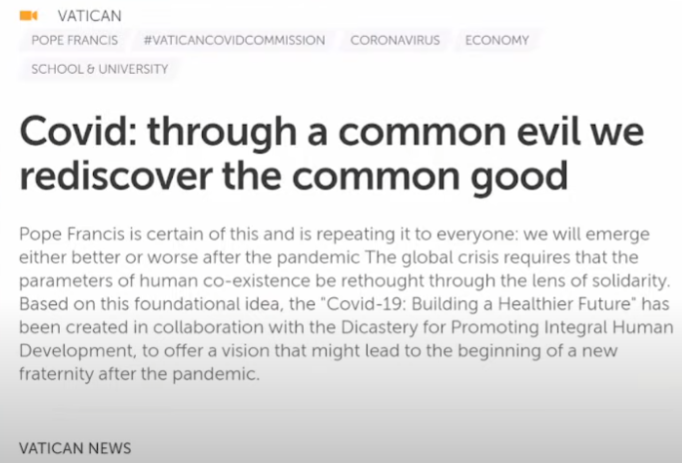 VATICAN
POPE FRANCIS #VATICANCOVIDCOMMISSION CORONAVIRUS ECONOMY
SCHOOL & UNIVERSITY
Covid: through a common evil we
rediscover the common good
Pope Francis is certain of this and is repeating it to everyone: we will emerge
either better or worse after the pandemic The global crisis requires that the
parameters of human co-existence be rethought through the lens of solidarity.
Based on this foundational idea, the "Covid-19: Building a Healthier Future" has
been created in collaboration with the Dicastery for Promoting Integral Human
Development, to offer a vision that might lead to the beginning of a new
fraternity after the pandemic.
VATICAN NEWS